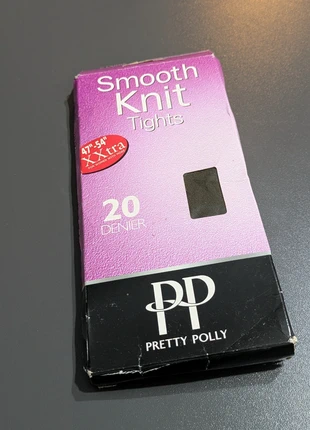 Smooth
Knit
Tights
47"-54"
XXtra
20
DENIER
PP
PRETTY POLLY